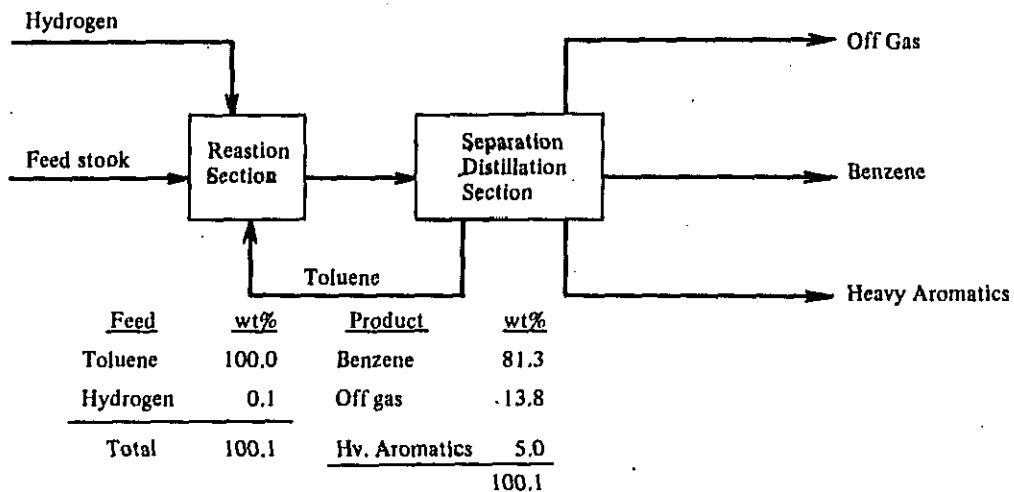 Hydrogen
Off Gas
Feed stook
Reastion
Section
Separation
Distillation
Section
Benzene
Toluene
Heavy Aromatics
Feed wt% Product wt%
Toluene 100.0 Benzene 81.3
Hydrogen 0.1 Off gas 13.8
Total 100.1 Hv. Aromatics 5.0
100.1